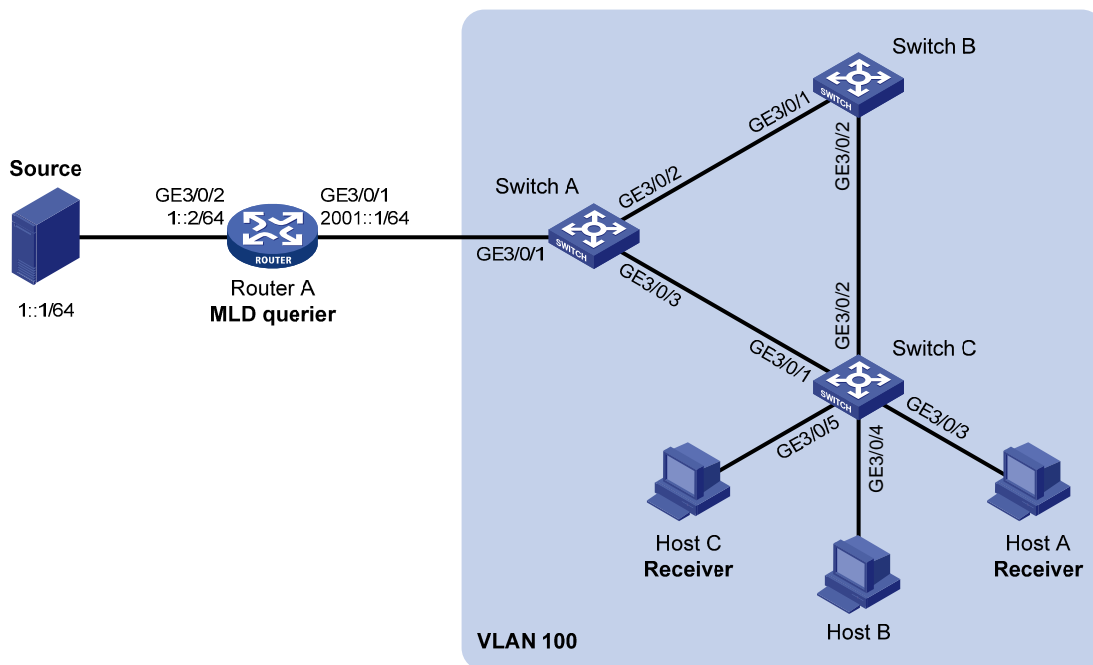 Switch B
GE3/0/1
GE3/0/2
Source
GE3/0/2
1::2/64
GE3/0/1
2001::1/64
Switch A
GE3/0/2
SWITCH
SWITCH
ROUTER
GE3/0/1
GE3/0/3
1::1/64
Router A
MLD querier
GE3/0/2
Switch C
GE3/0/1
SWITCH
GE3/0/5
GE3/0/4
GE3/0/3
Host C
Receiver
Host A
Receiver
Host B
VLAN 100